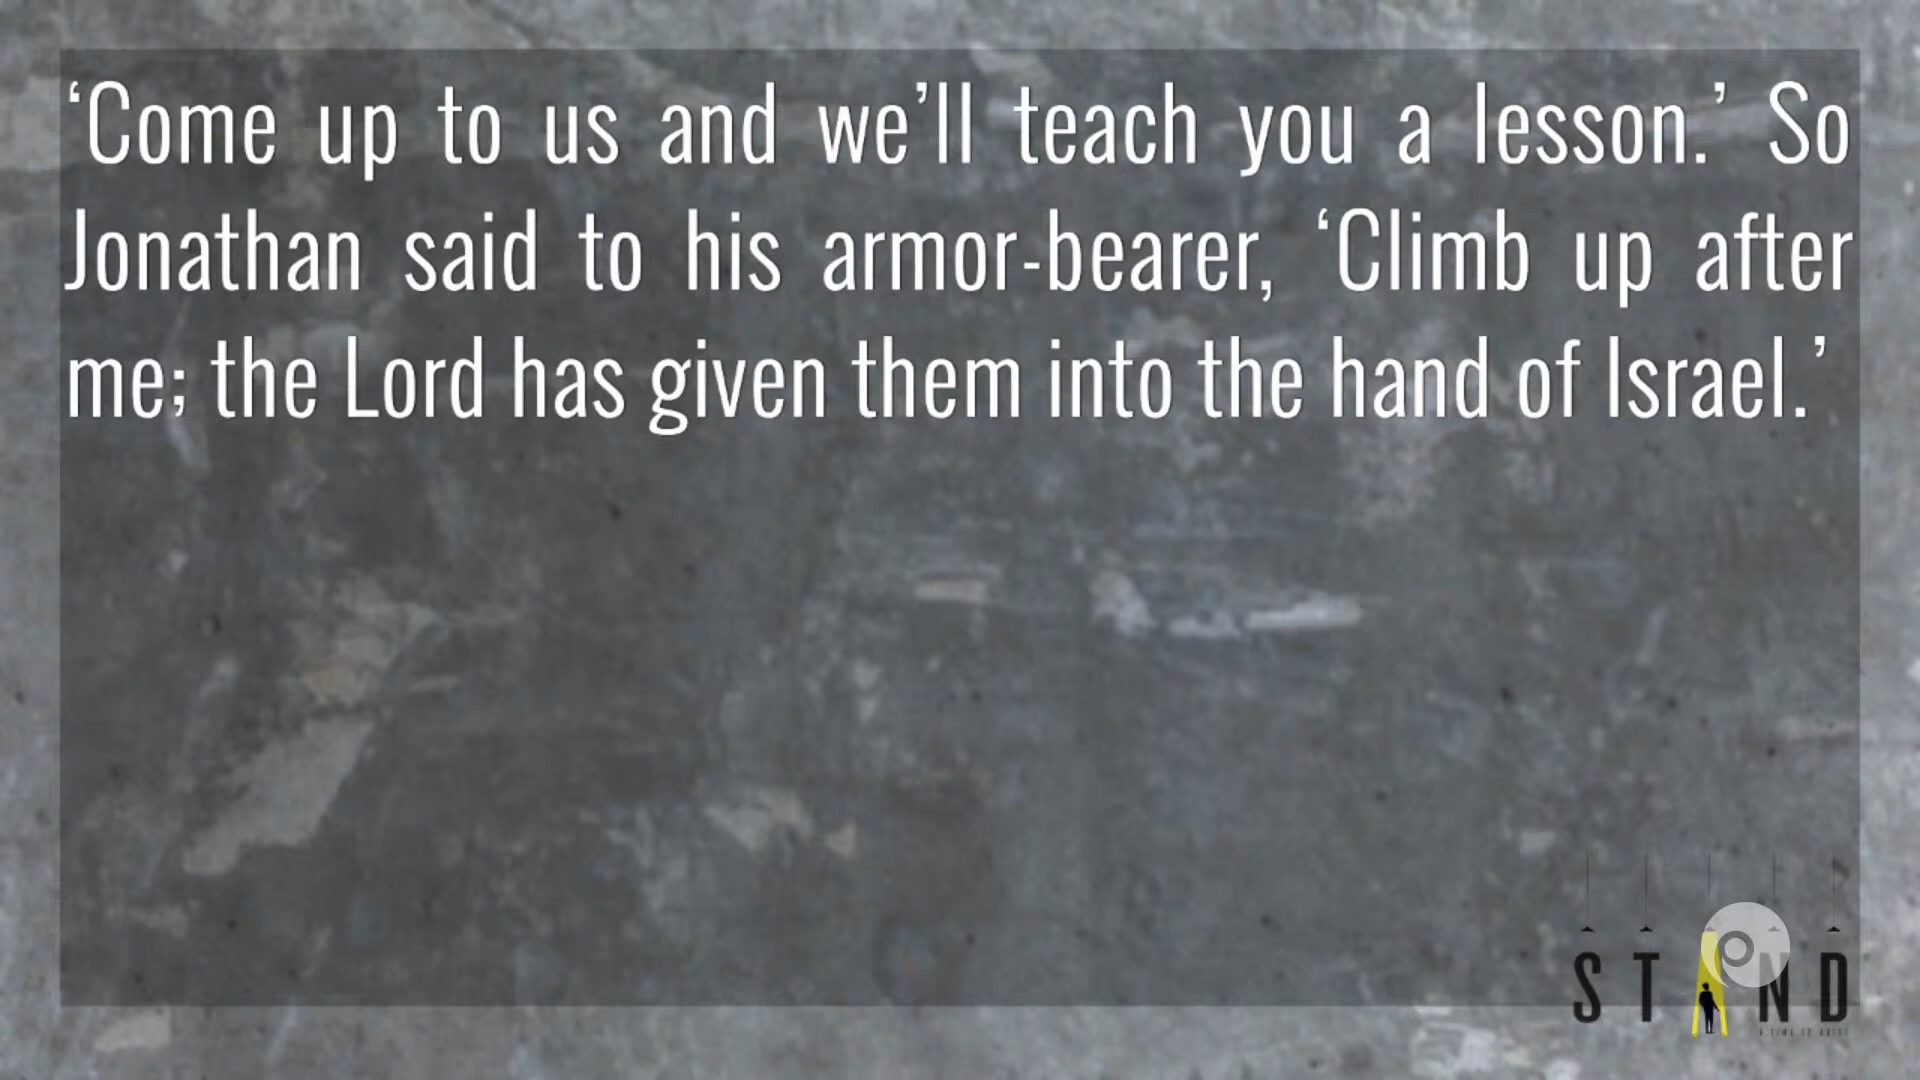 ‘Come up to us and we’ll teach you a lesson.’ So
Jonathan said to his armor-bearer, ‘Climb up after
me; the Lord has given them into the hand of Israel.’
STAND